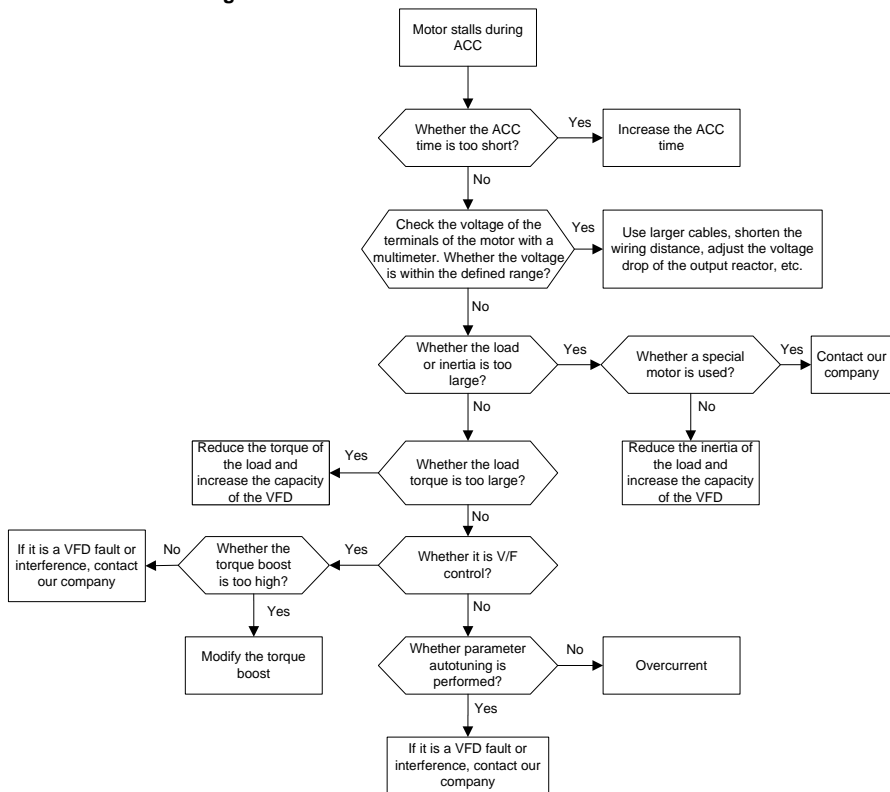 Motor stalls during
ACC
Whether the ACC
time is too short?
Yes
Increase the ACC
time
No
Check the voltage of the
terminals of the motor with a
multimeter. Whether the voltage
is within the defined range?
Yes
Use larger cables, shorten the
wiring distance, adjust the voltage
drop of the output reactor, etc.
No
Whether the load
or inertia is too
large?
Yes
Whether a special
motor is used?
Yes
Contact our
company
No
No
Reduce the inertia of
the load and
increase the capacity
of the VFD
Reduce the torque of
the load and
increase the capacity
of the VFD
Yes
Whether the load
torque is too large?
No
If it is a VFD fault or
interference, contact
our company
No
Whether the
torque boost
is too high?
Yes
Whether it is V/F
control?
Yes
Modify the torque
boost
No
Whether parameter
autotuning is
performed?
No
Overcurrent
Yes
If it is a VFD fault or
interference, contact our
company